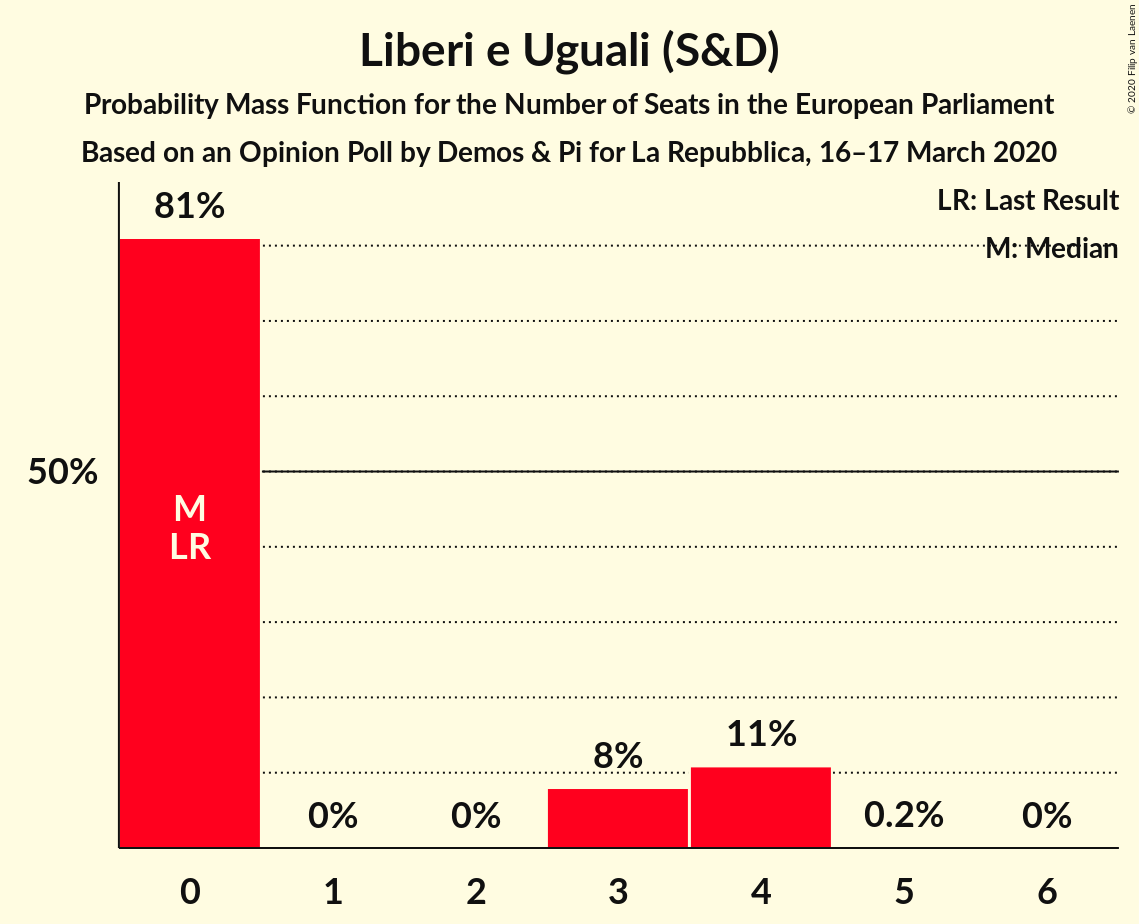 Liberi e Uguali (S&D)
Probability Mass Function for the Number of Seats in the European Parliament
Based on an Opinion Poll by Demos & Pi for La Repubblica, 16–17 March 2020
© 2020 Filip van Laenen
LR: Last Result
M: Median
81%
50%
M
LR
0%
0%
8%
11%
0.2%
0%
0
1
2
3
4
5
6